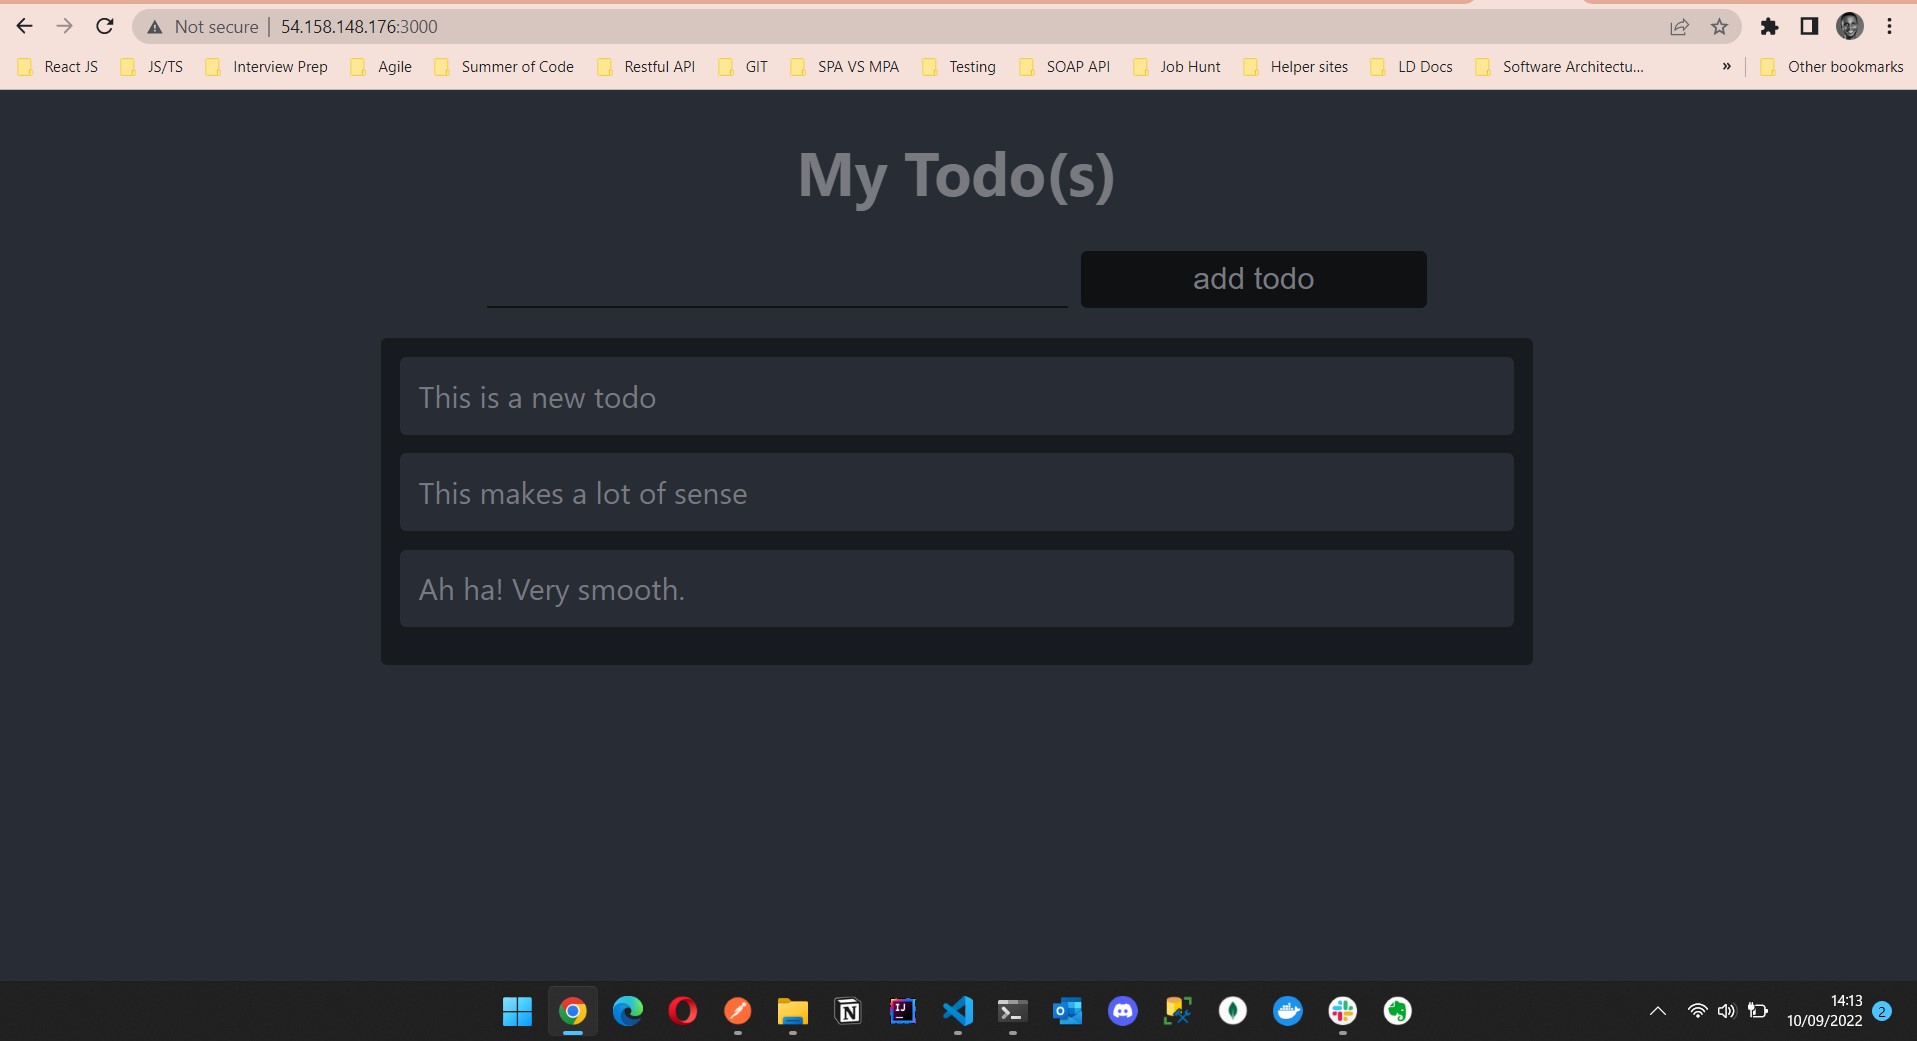 Not secure | 54.158.148.176:3000
React JS JS/TS Interview Prep Agile Summer of Code Restful API GIT SPA VS MPA Testing SOAP API Job Hunt Helper sites LD Docs Software Architectu... » Other bookmarks
My Todo(s)
add todo
This is a new todo
This makes a lot of sense
Ah ha! Very smooth.
14:13
10/09/2022 2